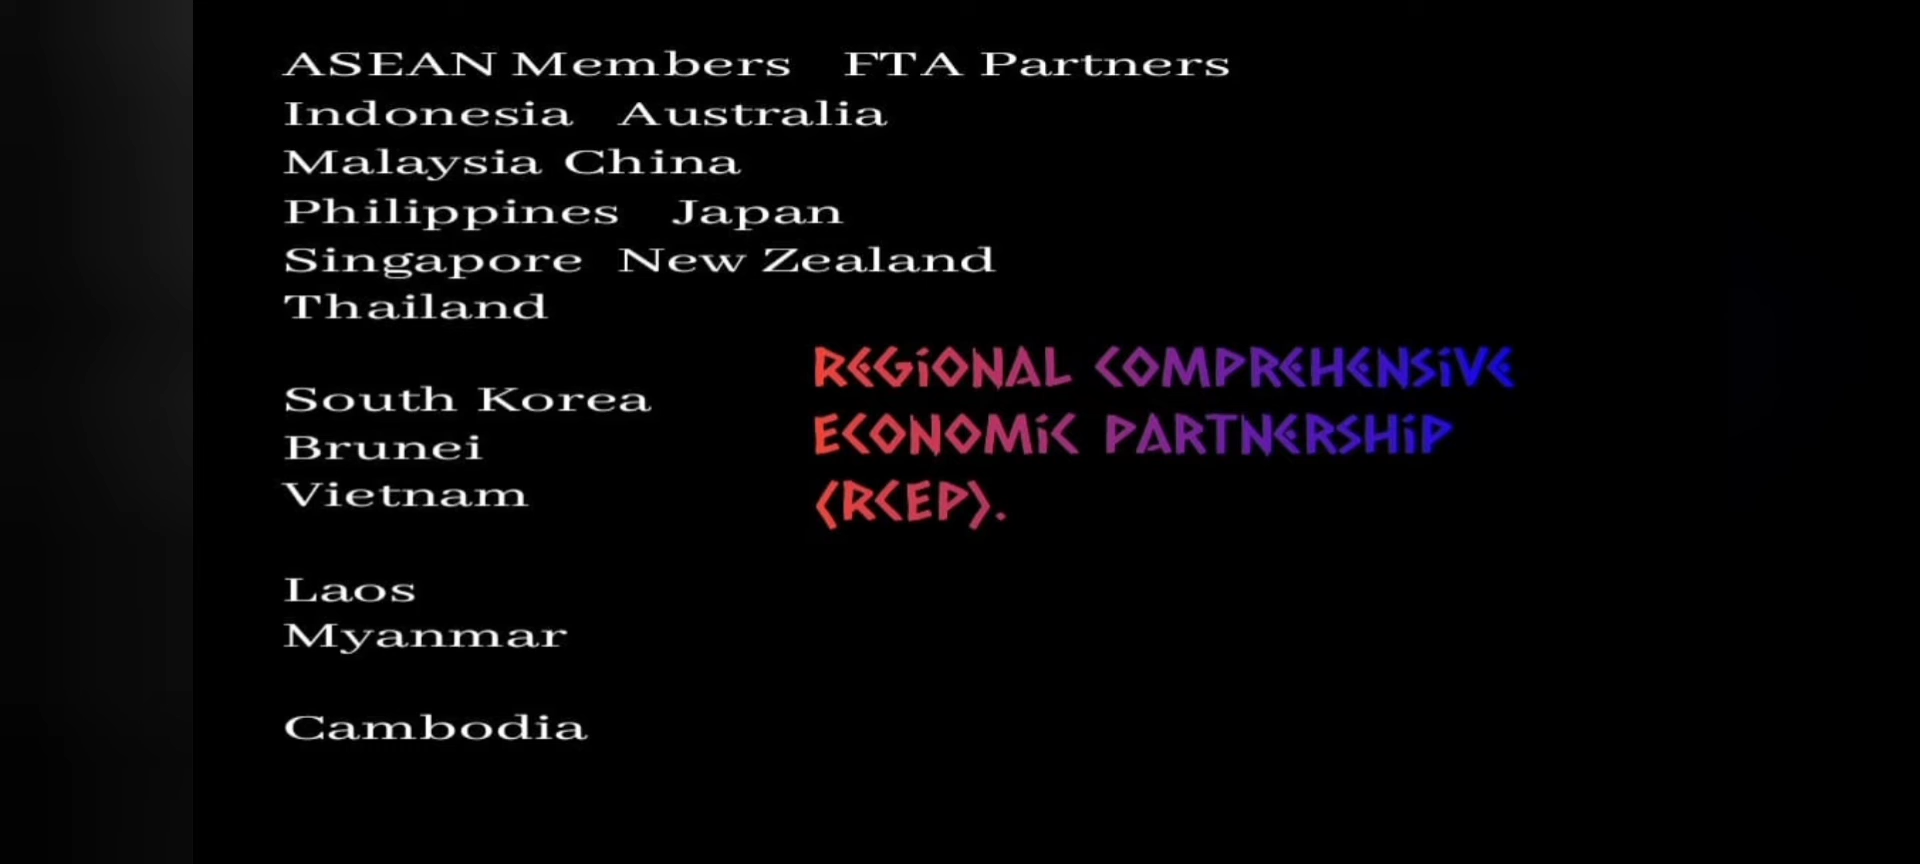 ASEAN Members FTA Partners
Indonesia Australia
Malaysia China
Philippines Japan
Singapore New Zealand
Thailand
South Korea
Brunei
Vietnam
Laos
Myanmar
Cambodia
REGIONAL COMPREHENSIVE
ECONOMIC PARTNERSHIP
(RCEP).